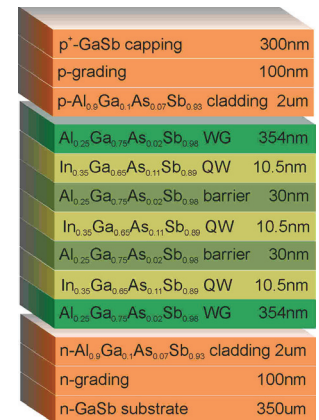 p⁺-GaSb capping 300nm
p-grading 100nm
p-Al₀.₉Ga₀.₁As₀.₀₇Sb₀.₉₃ cladding 2um
Al₀.₂₅Ga₀.₇₅As₀.₀₂Sb₀.₉₈ WG 354nm
In₀.₃₅Ga₀.₆₅As₀.₁₁Sb₀.₈₉ QW 10.5nm
Al₀.₂₅Ga₀.₇₅As₀.₀₂Sb₀.₉₈ barrier 30nm
In₀.₃₅Ga₀.₆₅As₀.₁₁Sb₀.₈₉ QW 10.5nm
Al₀.₂₅Ga₀.₇₅As₀.₀₂Sb₀.₉₈ barrier 30nm
In₀.₃₅Ga₀.₆₅As₀.₁₁Sb₀.₈₉ QW 10.5nm
Al₀.₂₅Ga₀.₇₅As₀.₀₂Sb₀.₉₈ WG 354nm
n-Al₀.₉Ga₀.₁As₀.₀₇Sb₀.₉₃ cladding 2um
n-grading 100nm
n-GaSb substrate 350um